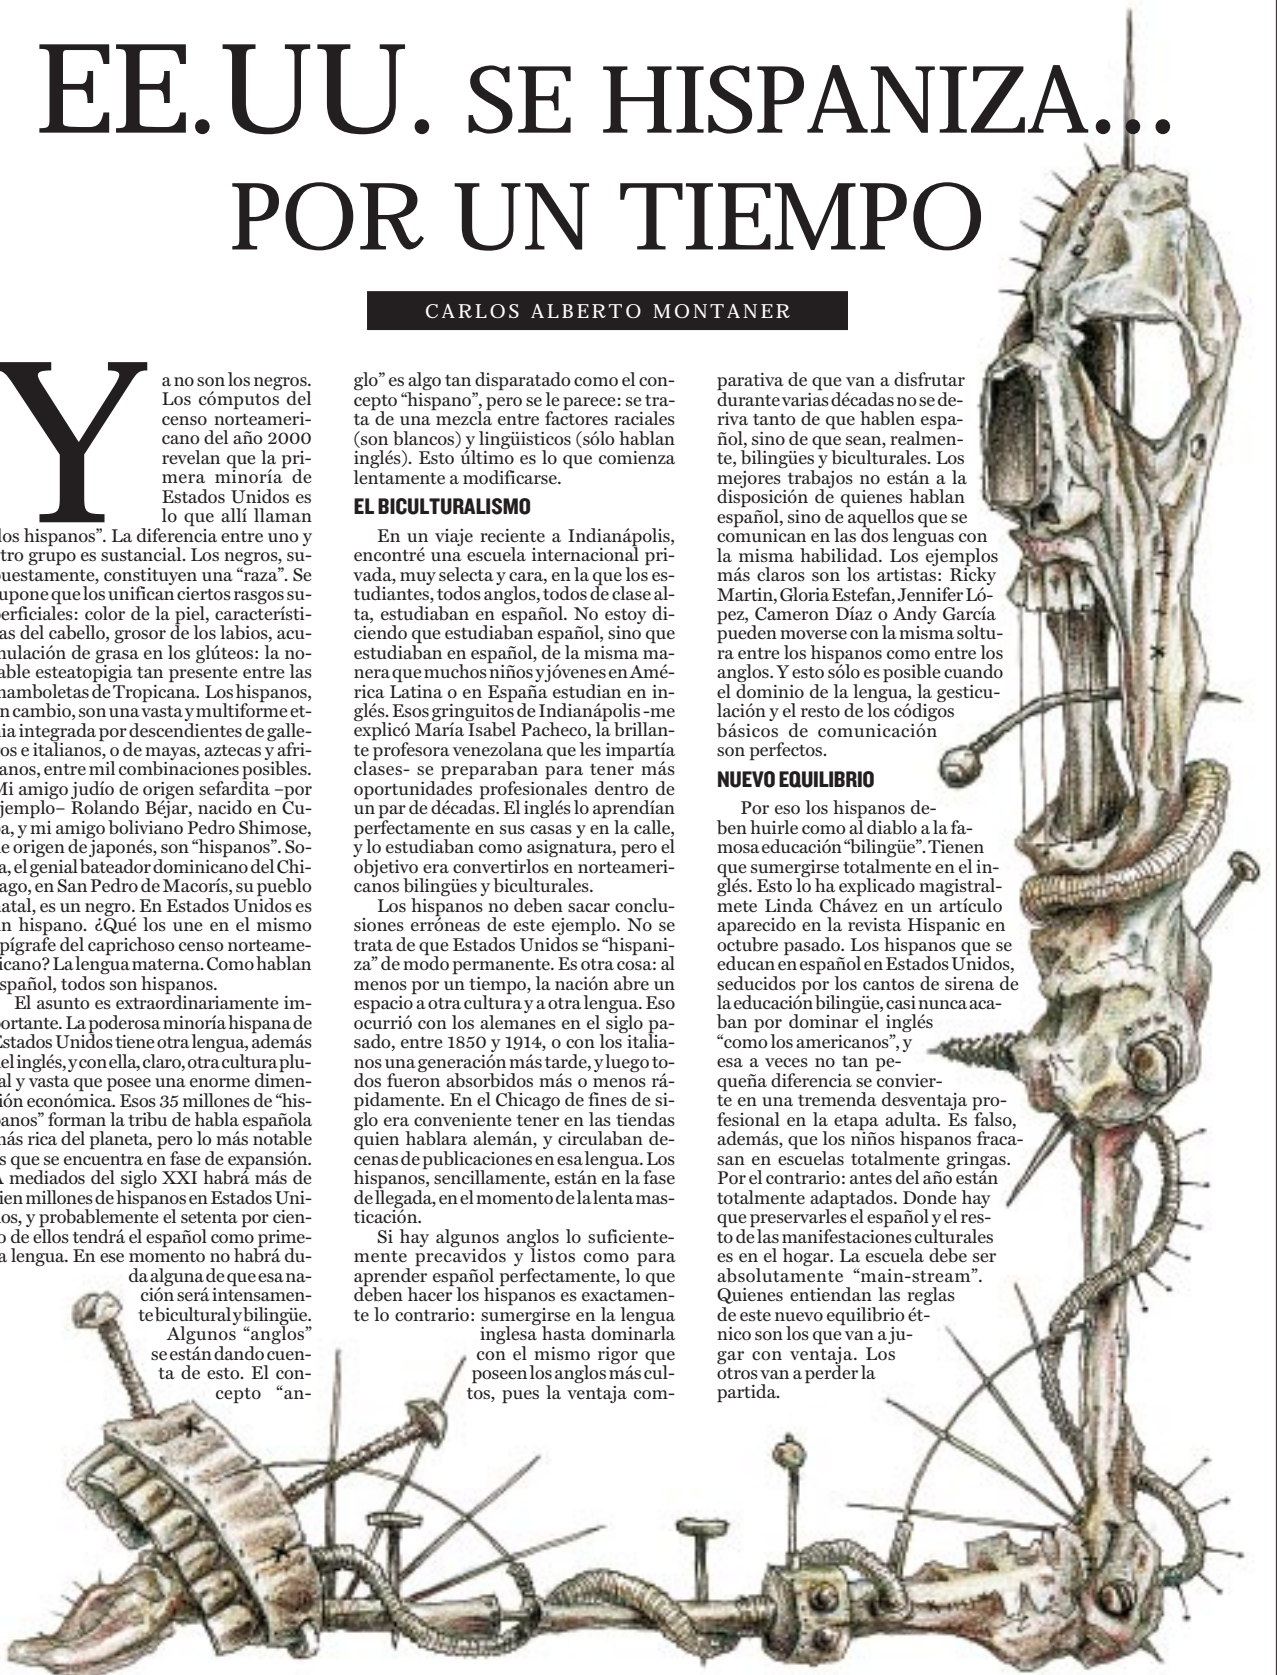 EE.UU. SE HISPANIZA...
POR UN TIEMPO
CARLOS ALBERTO MONTANER
Ya no son los negros.
Los cómputos del
censo norteameri-
cano del año 2000
revelan que la pri-
mera minoría de
Estados Unidos es
lo que allí llaman
los hispanos”. La diferencia entre uno y
tro grupo es sustancial. Los negros, su-
puestamente, constituyen una “raza”. Se
upone que los unifican ciertos rasgos su-
perficiales: color de la piel, característi-
as del cabello, grosor de los labios, acu-
mulación de grasa en los glúteos: la no-
able esteatopigia tan presente entre las
mamboletas de Tropicana. Los hispanos,
n cambio, son una vasta y multiforme et-
nia integrada por descendientes de galle-
os e italianos, o de mayas, aztecas y afri-
anos, entre mil combinaciones posibles.
Mi amigo judío de origen sefardita –por
jemplo– Rolando Béjar, nacido en Cu-
ba, y mi amigo boliviano Pedro Shimose,
de origen de japonés, son “hispanos”. So-
a, el genial bateador dominicano del Chi-
ago, en San Pedro de Macorís, su pueblo
natal, es un negro. En Estados Unidos es
un hispano. ¿Qué los une en el mismo
pígrafe del caprichoso censo norteame-
icano? La lengua materna. Como hablan
spañol, todos son hispanos.
El asunto es extraordinariamente im-
portante. La poderosa minoría hispana de
Estados Unidos tiene otra lengua, además
del inglés, y con ella, claro, otra cultura plu-
al y vasta que posee una enorme dimen-
sión económica. Esos 35 millones de “his-
panos” forman la tribu de habla española
más rica del planeta, pero lo más notable
s que se encuentra en fase de expansión.
A mediados del siglo XXI habrá más de
cien millones de hispanos en Estados Uni-
dos, y probablemente el setenta por cien-
o de ellos tendrá el español como prime-
a lengua. En ese momento no habrá du-
da alguna de que esa na-
ción será intensamen-
te bicultural y bilingüe.
Algunos “anglos”
se están dando cuen-
ta de esto. El con-
cepto “an-
glo” es algo tan disparatado como el con-
cepto “hispano”, pero se le parece: se tra-
ta de una mezcla entre factores raciales
(son blancos) y lingüisticos (sólo hablan
inglés). Esto último es lo que comienza
lentamente a modificarse.
EL BICULTURALISMO
En un viaje reciente a Indianápolis,
encontré una escuela internacional pri-
vada, muy selecta y cara, en la que los es-
tudiantes, todos anglos, todos de clase al-
ta, estudiaban en español. No estoy di-
ciendo que estudiaban español, sino que
estudiaban en español, de la misma ma-
nera que muchos niños y jóvenes en Amé-
rica Latina o en España estudian en in-
glés. Esos gringuitos de Indianápolis -me
explicó María Isabel Pacheco, la brillan-
te profesora venezolana que les impartía
clases- se preparaban para tener más
oportunidades profesionales dentro de
un par de décadas. El inglés lo aprendían
perfectamente en sus casas y en la calle,
y lo estudiaban como asignatura, pero el
objetivo era convertirlos en norteameri-
canos bilingües y biculturales.
Los hispanos no deben sacar conclu-
siones erróneas de este ejemplo. No se
trata de que Estados Unidos se “hispani-
za” de modo permanente. Es otra cosa: al
menos por un tiempo, la nación abre un
espacio a otra cultura y a otra lengua. Eso
ocurrió con los alemanes en el siglo pa-
sado, entre 1850 y 1914, o con los italia-
nos una generación más tarde, y luego to-
dos fueron absorbidos más o menos rá-
pidamente. En el Chicago de fines de si-
glo era conveniente tener en las tiendas
quien hablara alemán, y circulaban de-
cenas de publicaciones en esa lengua. Los
hispanos, sencillamente, están en la fase
de llegada, en el momento de la lenta mas-
ticación.
Si hay algunos anglos lo suficiente-
mente precavidos y listos como para
aprender español perfectamente, lo que
deben hacer los hispanos es exactamen-
te lo contrario: sumergirse en la lengua
inglesa hasta dominarla
con el mismo rigor que
poseen los anglos más cul-
tos, pues la ventaja com-
parativa de que van a disfrutar
durante varias décadas no se de-
riva tanto de que hablen espa-
ñol, sino de que sean, realmen-
te, bilingües y biculturales. Los
mejores trabajos no están a la
disposición de quienes hablan
español, sino de aquellos que se
comunican en las dos lenguas con
la misma habilidad. Los ejemplos
más claros son los artistas: Ricky
Martin, Gloria Estefan, Jennifer Ló-
pez, Cameron Díaz o Andy García
pueden moverse con la misma soltu-
ra entre los hispanos como entre los
anglos. Y esto sólo es posible cuando
el dominio de la lengua, la gesticu-
lación y el resto de los códigos
básicos de comunicación
son perfectos.
NUEVO EQUILIBRIO
Por eso los hispanos de-
ben huirle como al diablo a la fa-
mosa educación “bilingüe”. Tienen
que sumergirse totalmente en el in-
glés. Esto lo ha explicado magistral-
mete Linda Chávez en un artículo
aparecido en la revista Hispanic en
octubre pasado. Los hispanos que se
educan en español en Estados Unidos,
seducidos por los cantos de sirena de
la educación bilingüe, casi nunca aca-
ban por dominar el inglés
“como los americanos”, y
esa a veces no tan pe-
queña diferencia se convier-
te en una tremenda desventaja pro-
fesional en la etapa adulta. Es falso,
además, que los niños hispanos fraca-
san en escuelas totalmente gringas.
Por el contrario: antes del año están
totalmente adaptados. Donde hay
que preservarles el español y el res-
to de las manifestaciones culturales
es en el hogar. La escuela debe ser
absolutamente “main-stream”.
Quienes entiendan las reglas
de este nuevo equilibrio ét-
nico son los que van a ju-
gar con ventaja. Los
otros van a perder la
partida.